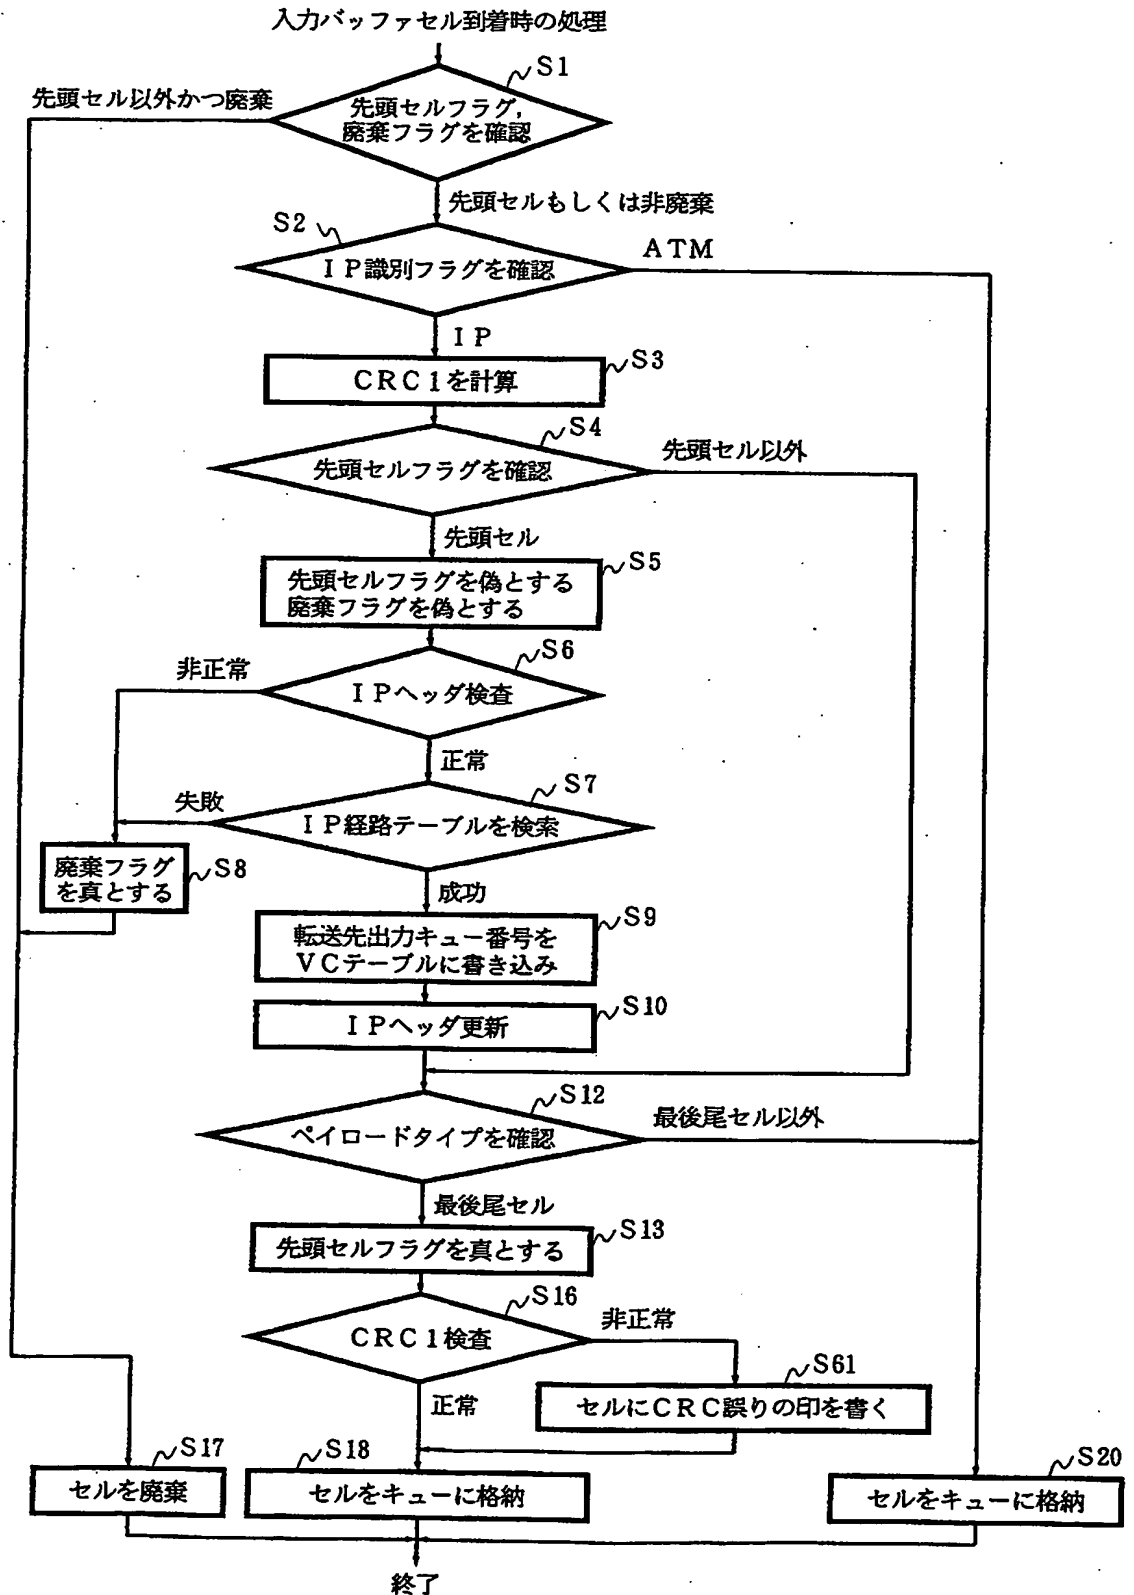 入力バッファセル到着時の処理
S1
先頭セル以外かつ廃棄
先頭セルフラグ,
廃棄フラグを確認
先頭セルもしくは非廃棄
S2
ATM
IP識別フラグを確認
IP
S3
CRC1を計算
S4
先頭セル以外
先頭セルフラグを確認
先頭セル
S5
先頭セルフラグを偽とする
廃棄フラグを偽とする
S6
非正常
IPヘッダ検査
正常
S7
失敗
IP経路テーブルを検索
廃棄フラグ
を真とする
S8
成功
S9
転送先出力キュー番号を
VCテーブルに書き込み
S10
IPヘッダ更新
S12
最後尾セル以外
ペイロードタイプを確認
最後尾セル
S13
先頭セルフラグを真とする
S16
非正常
CRC1検査
S61
正常
セルにCRC誤りの印を書く
S17
S18
S20
セルを廃棄
セルをキューに格納
セルをキューに格納
終了